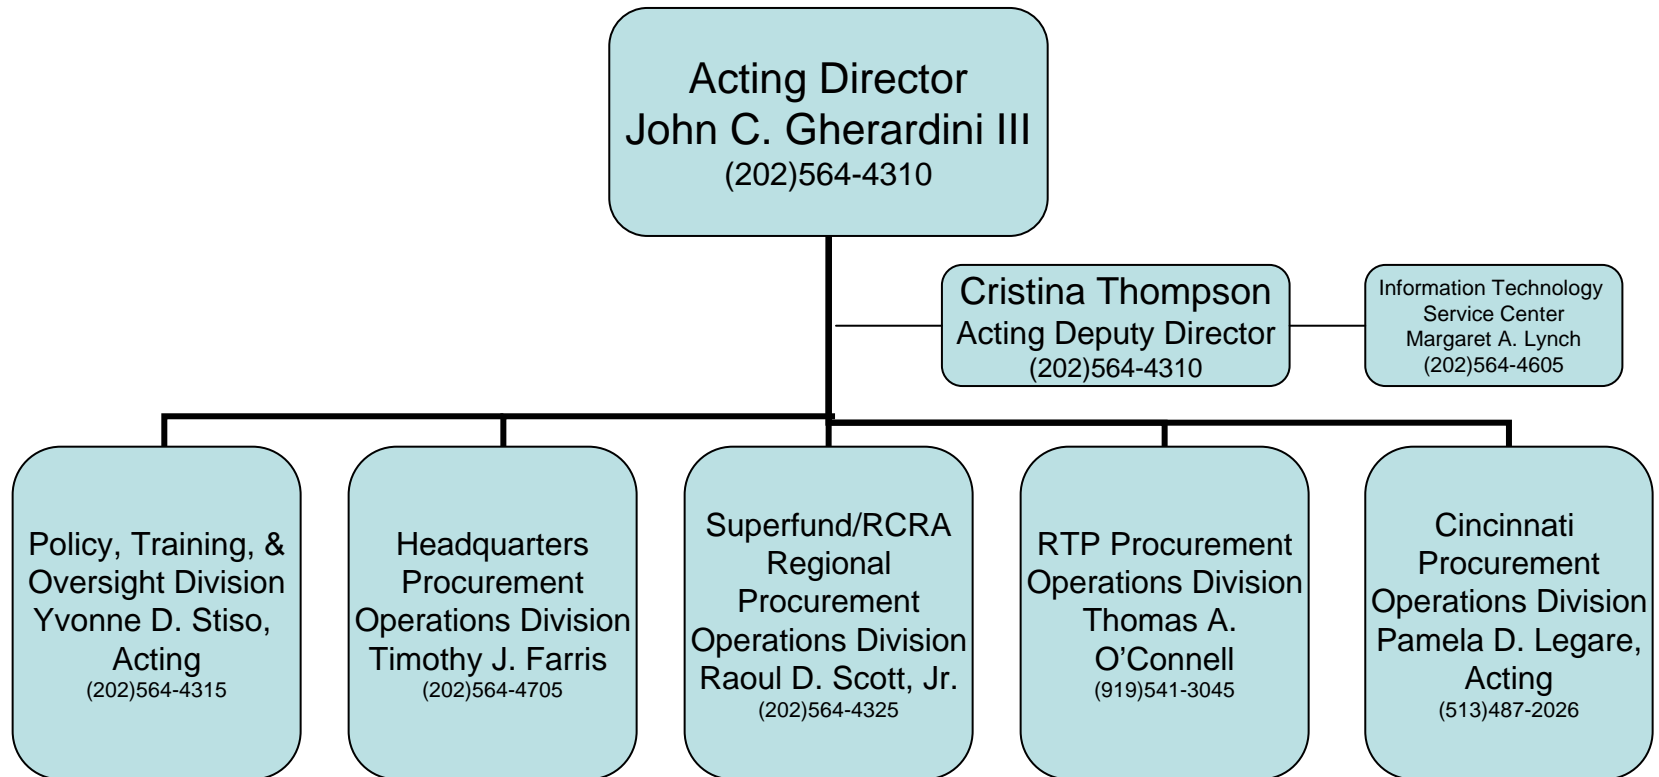 Acting Director
John C. Gherardini III
(202)564-4310
Cristina Thompson
Acting Deputy Director
(202)564-4310
Information Technology
Service Center
Margaret A. Lynch
(202)564-4605
Policy, Training, &
Oversight Division
Yvonne D. Stiso,
Acting
(202)564-4315
Headquarters
Procurement
Operations Division
Timothy J. Farris
(202)564-4705
Superfund/RCRA
Regional
Procurement
Operations Division
Raoul D. Scott, Jr.
(202)564-4325
RTP Procurement
Operations Division
Thomas A.
O’Connell
(919)541-3045
Cincinnati
Procurement
Operations Division
Pamela D. Legare,
Acting
(513)487-2026